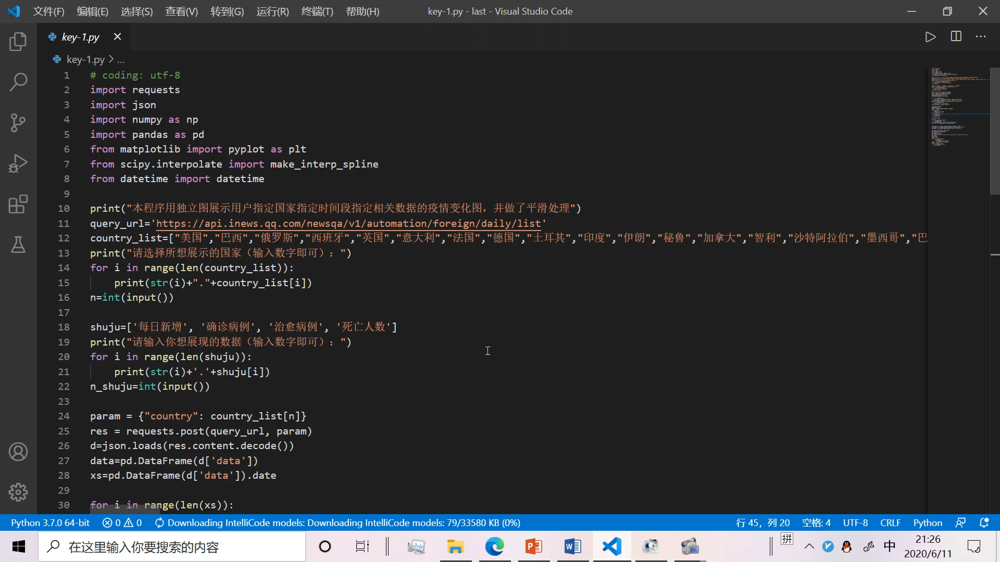 文件(F) 编辑(E) 选择(S) 查看(V) 转到(G) 运行(R) 终端(T) 帮助(H) key-1.py - last - Visual Studio Code
key-1.py
key-1.py > ...
1 # coding: utf-8
2 import requests
3 import json
4 import numpy as np
5 import pandas as pd
6 from matplotlib import pyplot as plt
7 from scipy.interpolate import make_interp_spline
8 from datetime import datetime
9
10 print("本程序用独立图展示用户指定国家指定时间段指定相关数据的疫情变化图，并做了平滑处理")
11 query_url='https://api.inews.qq.com/newsqa/v1/automation/foreign/daily/list'
12 country_list=["美国","巴西","俄罗斯","西班牙","英国","意大利","法国","德国","土耳其","印度","伊朗","秘鲁","加拿大","智利","沙特阿拉伯","墨西哥","巴
13 print("请选择所想展示的国家（输入数字即可）：")
14 for i in range(len(country_list)):
15     print(str(i)+"."+country_list[i])
16 n=int(input())
17
18 shuju=['每日新增', '确诊病例', '治愈病例', '死亡人数']
19 print("请输入你想展现的数据（输入数字即可）：")
20 for i in range(len(shuju)):
21     print(str(i)+'.'+shuju[i])
22 n_shuju=int(input())
23
24 param = {"country": country_list[n]}
25 res = requests.post(query_url, param)
26 d=json.loads(res.content.decode())
27 data=pd.DataFrame(d['data'])
28 xs=pd.DataFrame(d['data']).date
29
30 for i in range(len(xs)):
Python 3.7.0 64-bit 0 0 Downloading IntelliCode models: Downloading IntelliCode models: 79/33580 KB (0%) 行 45，列 20 空格: 4 UTF-8 CRLF Python
在这里输入你要搜索的内容 拼 中 21:26
2020/6/11